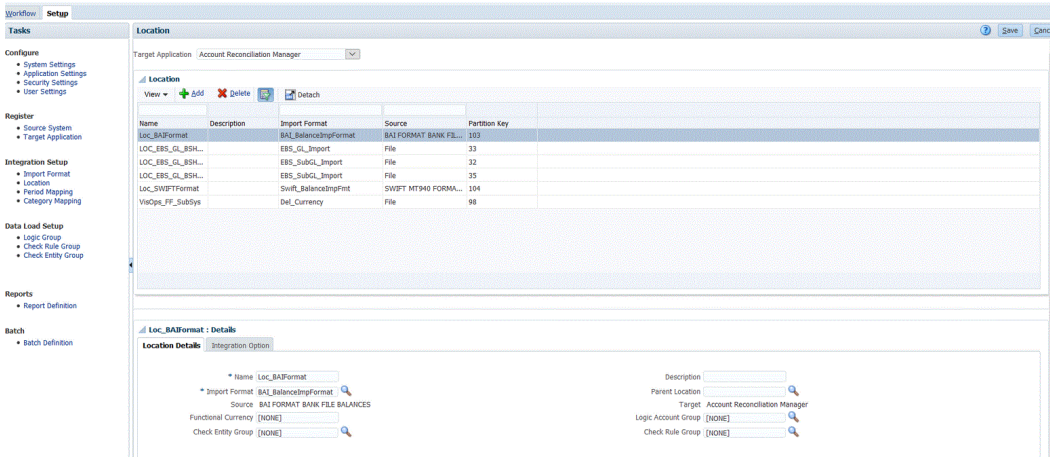 Workflow Setup
Tasks
Configure
System Settings
Application Settings
Security Settings
User Settings
Register
Source System
Target Application
Integration Setup
Import Format
Location
Period Mapping
Category Mapping
Data Load Setup
Logic Group
Check Rule Group
Check Entity Group
Reports
Report Definition
Batch
Batch Definition
Location ? Save Canc
Target Application Account Reconciliation Manager
Location
View Add Delete Detach
Name Description Import Format Source Partition Key
Loc_BAIFormat BAI_BalanceImpFormat BAI FORMAT BANK FIL... 103
LOC_EBS_GL_BSH... EBS_GL_Import File 33
LOC_EBS_GL_BSH... EBS_SubGL_Import File 32
LOC_EBS_GL_BSH... EBS_SubGL_Import File 35
Loc_SWIFTFormat Swift_BalanceImpFmt SWIFT MT940 FORMA... 104
VisOps_FF_SubSys Del_Currency File 98
Loc_BAIFormat : Details
Location Details Integration Option
* Name Loc_BAIFormat Description
* Import Format BAI_BalanceImpFormat Parent Location
Source BAI FORMAT BANK FILE BALANCES Target Account Reconciliation Manager
Functional Currency [NONE] Logic Account Group [NONE]
Check Entity Group [NONE] Check Rule Group [NONE]